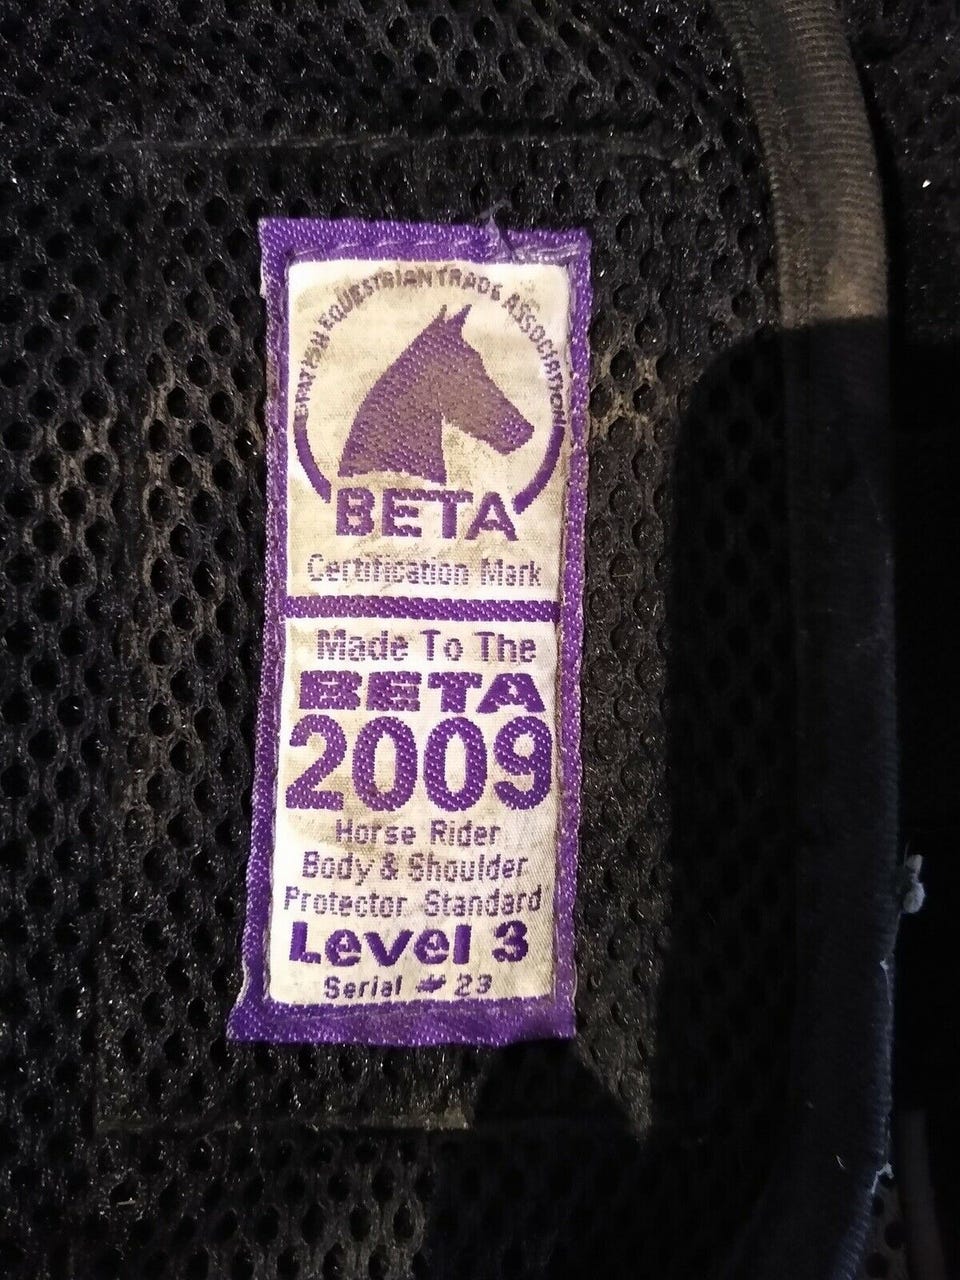 BRITISH EQUESTRIAN TRADE ASSOCIATION
BETA
Certification Mark
Made To The
BETA
2009
Horse Rider
Body & Shoulder
Protector Standard
Level 3
Serial # 23